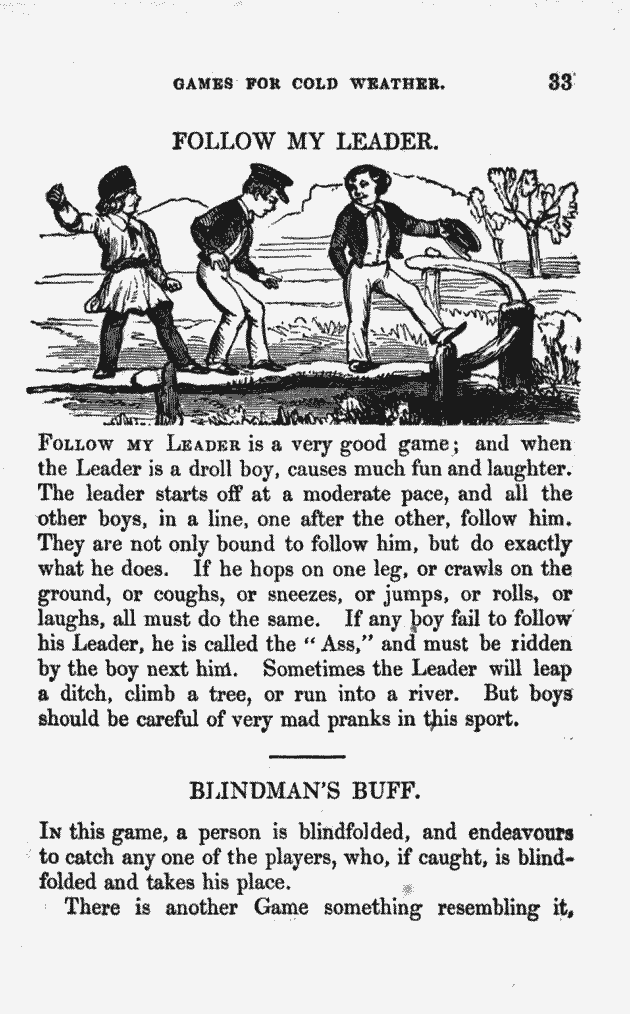 GAMES FOR COLD WEATHER. 33
FOLLOW MY LEADER.
FOLLOW MY LEADER is a very good game; and when
the Leader is a droll boy, causes much fun and laughter.
The leader starts off at a moderate pace, and all the
other boys, in a line, one after the other, follow him.
They are not only bound to follow him, but do exactly
what he does. If he hops on one leg, or crawls on the
ground, or coughs, or sneezes, or jumps, or rolls, or
laughs, all must do the same. If any boy fail to follow
his Leader, he is called the “Ass,” and must be ridden
by the boy next him. Sometimes the Leader will leap
a ditch, climb a tree, or run into a river. But boys
should be careful of very mad pranks in this sport.
BLINDMAN'S BUFF.
IN this game, a person is blindfolded, and endeavours
to catch any one of the players, who, if caught, is blind-
folded and takes his place.
There is another Game something resembling it,